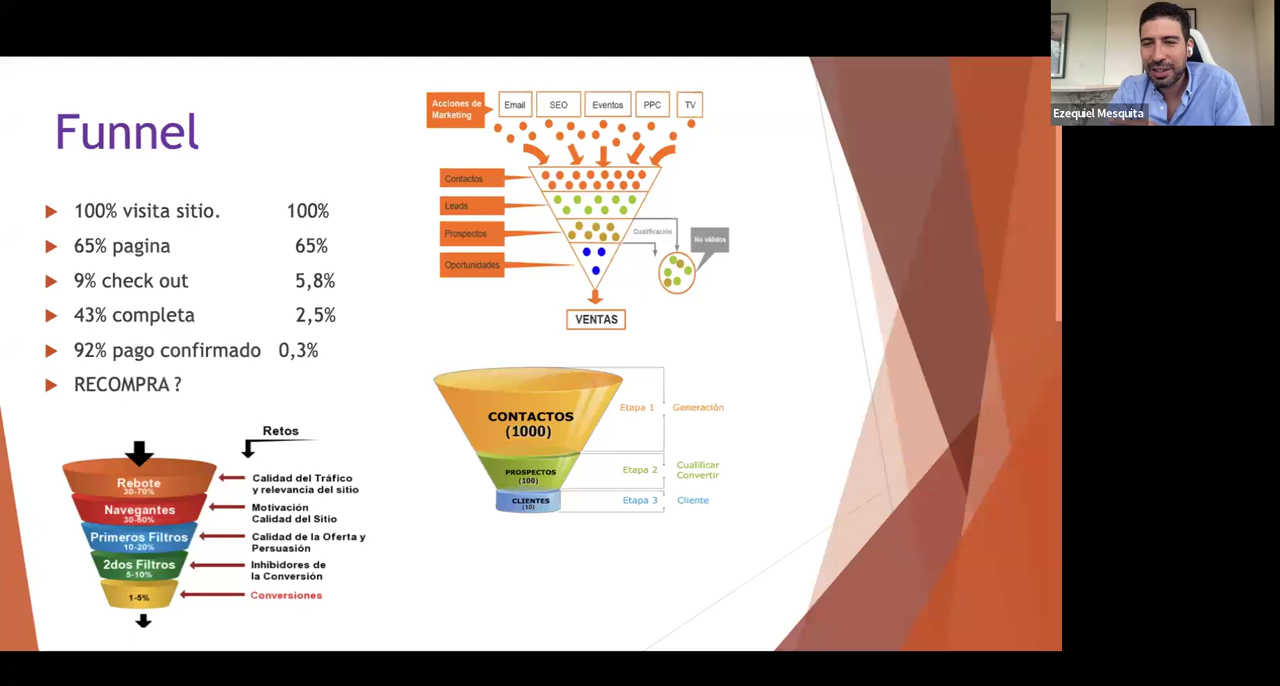 Funnel
100% visita sitio. 100%
65% pagina 65%
9% check out 5,8%
43% completa 2,5%
92% pago confirmado 0,3%
RECOMPRA ?
Retos
Rebote
30-70%
Calidad del Tráfico
y relevancia del sitio
Navegantes
30-60%
Motivación
Calidad del Sitio
Primeros Filtros
10-20%
Calidad de la Oferta y
Persuasión
2dos Filtros
5-10%
Inhibidores de
la Conversión
1-5%
Conversiones
Acciones de
Marketing
Email SEO Eventos PPC TV
Contactos
Leads
Prospectos
Cualificación
No válidos
Oportunidades
VENTAS
CONTACTOS
(1000)
Etapa 1 Generación
PROSPECTOS
(100)
Etapa 2 Cualificar
Convertir
CLIENTES
(10)
Etapa 3 Cliente
Ezequiel Mesquita